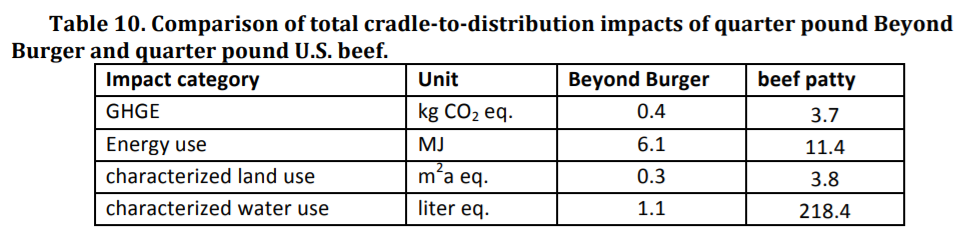 Table 10. Comparison of total cradle-to-distribution impacts of quarter pound Beyond
Burger and quarter pound U.S. beef.
Impact category Unit Beyond Burger beef patty
GHGE kg CO₂ eq. 0.4 3.7
Energy use MJ 6.1 11.4
characterized land use m²a eq. 0.3 3.8
characterized water use liter eq. 1.1 218.4